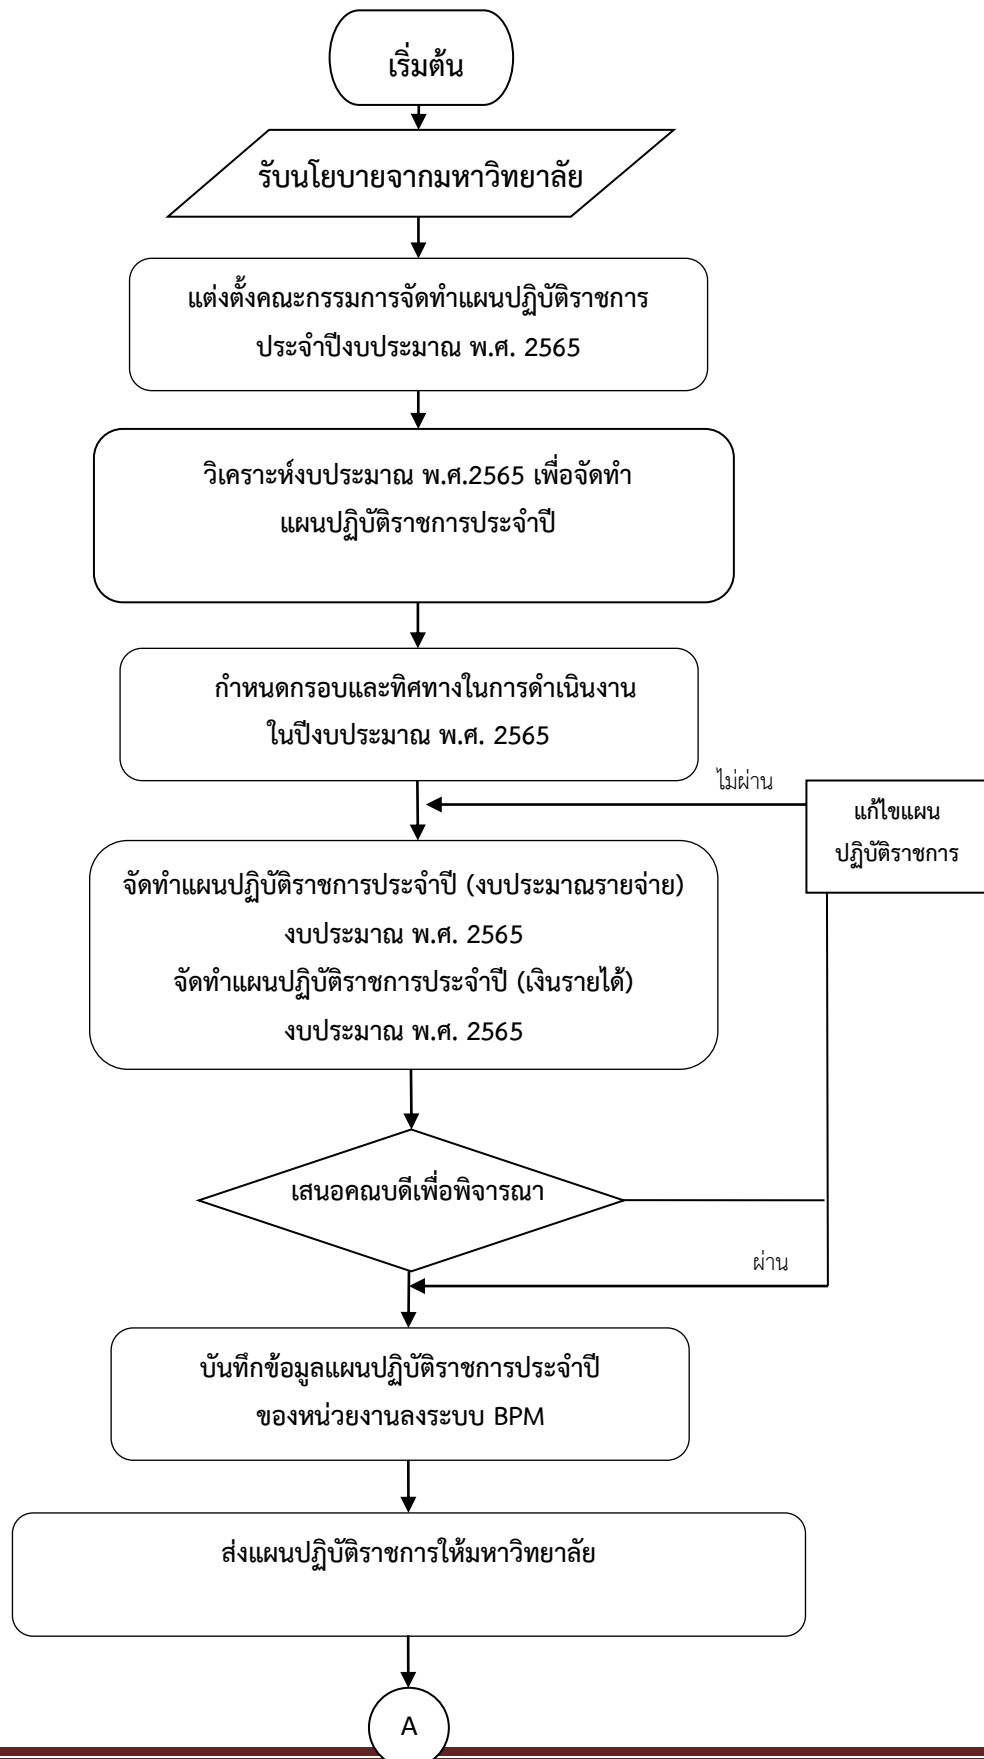 เริ่มต้น
รับนโยบายจากมหาวิทยาลัย
แต่งตั้งคณะกรรมการจัดทำแผนปฏิบัติราชการ
ประจำปีงบประมาณ พ.ศ. 2565
วิเคราะห์งบประมาณ พ.ศ.2565 เพื่อจัดทำ
แผนปฏิบัติราชการประจำปี
กำหนดกรอบและทิศทางในการดำเนินงาน
ในปีงบประมาณ พ.ศ. 2565
ไม่ผ่าน
แก้ไขแผน
ปฏิบัติราชการ
จัดทำแผนปฏิบัติราชการประจำปี (งบประมาณรายจ่าย)
งบประมาณ พ.ศ. 2565
จัดทำแผนปฏิบัติราชการประจำปี (เงินรายได้)
งบประมาณ พ.ศ. 2565
เสนอคณบดีเพื่อพิจารณา
ผ่าน
บันทึกข้อมูลแผนปฏิบัติราชการประจำปี
ของหน่วยงานลงระบบ BPM
ส่งแผนปฏิบัติราชการให้มหาวิทยาลัย
A